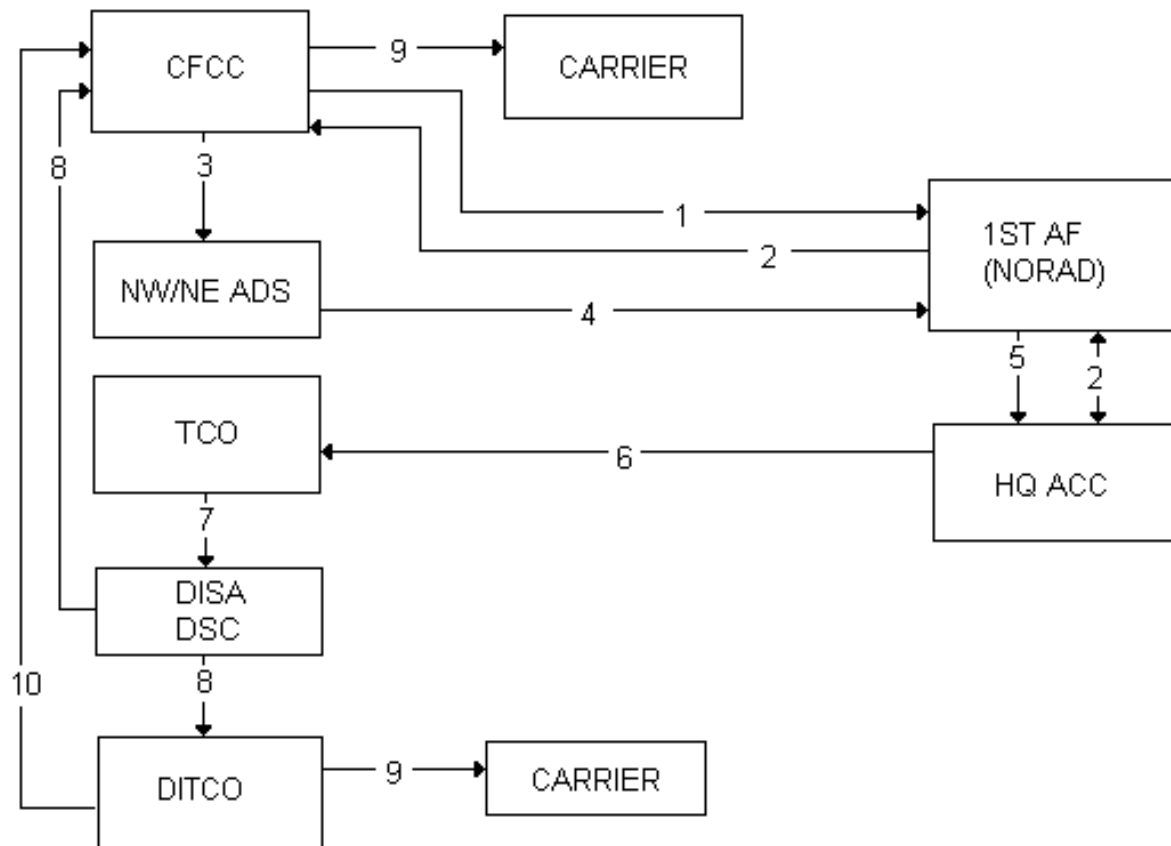 CFCC
9
CARRIER
8
3
1
1ST AF
(NORAD)
2
NW/NE ADS
4
5
2
TCO
6
HQ ACC
7
DISA
DSC
8
10
DITCO
9
CARRIER